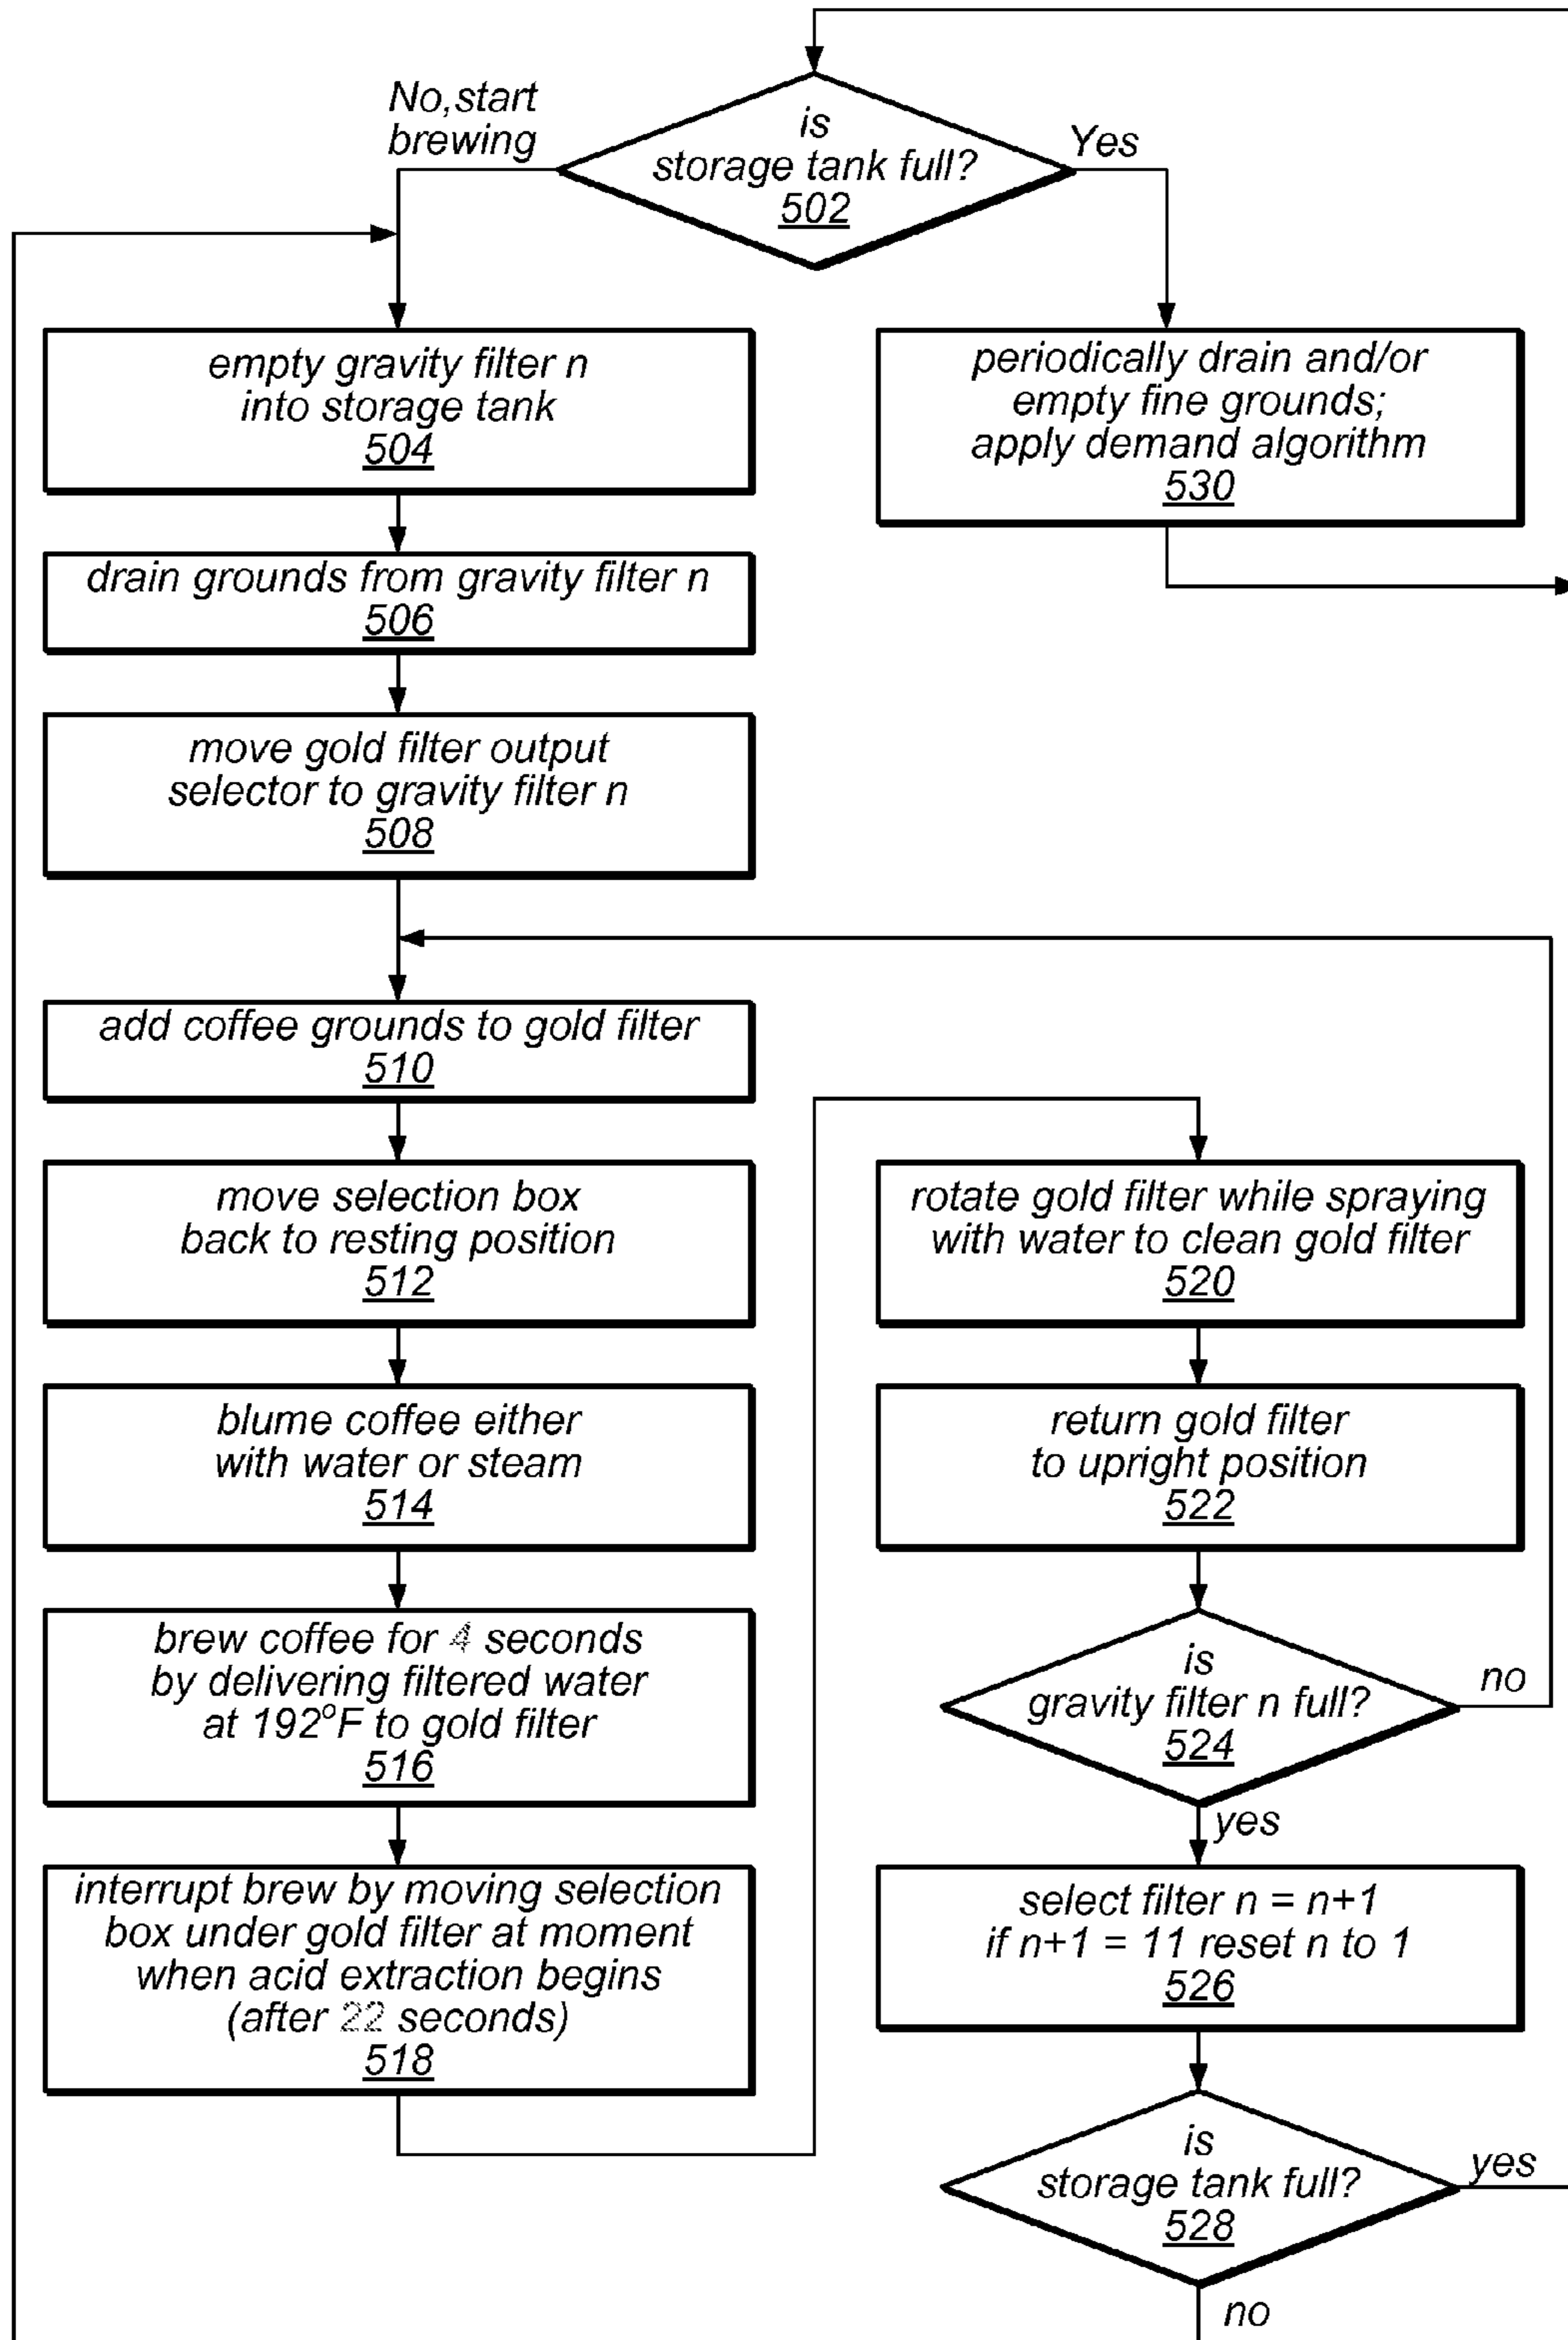 No,start
brewing
is
storage tank full?
502
Yes
empty gravity filter n
into storage tank
504
periodically drain and/or
empty fine grounds;
apply demand algorithm
530
drain grounds from gravity filter n
506
move gold filter output
selector to gravity filter n
508
add coffee grounds to gold filter
510
move selection box
back to resting position
512
blume coffee either
with water or steam
514
brew coffee for 4 seconds
by delivering filtered water
at 192°F to gold filter
516
interrupt brew by moving selection
box under gold filter at moment
when acid extraction begins
(after 22 seconds)
518
rotate gold filter while spraying
with water to clean gold filter
520
return gold filter
to upright position
522
is
gravity filter n full?
524
no
yes
select filter n = n+1
if n+1 = 11 reset n to 1
526
is
storage tank full?
528
yes
no